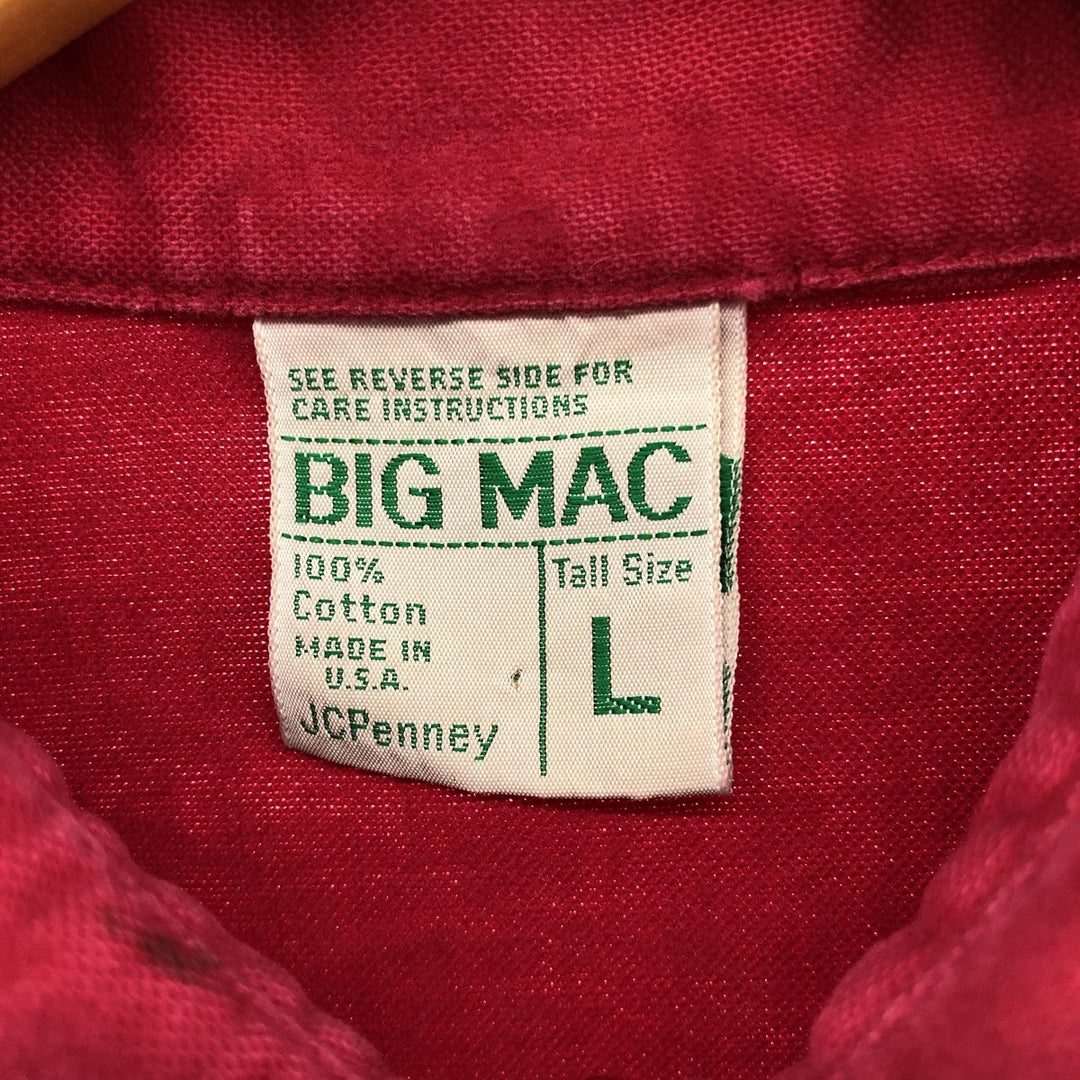 SEE REVERSE SIDE FOR
CARE INSTRUCTIONS
BIG MAC
100%
Cotton
MADE IN
U.S.A.
JCPenney
Tall Size
L